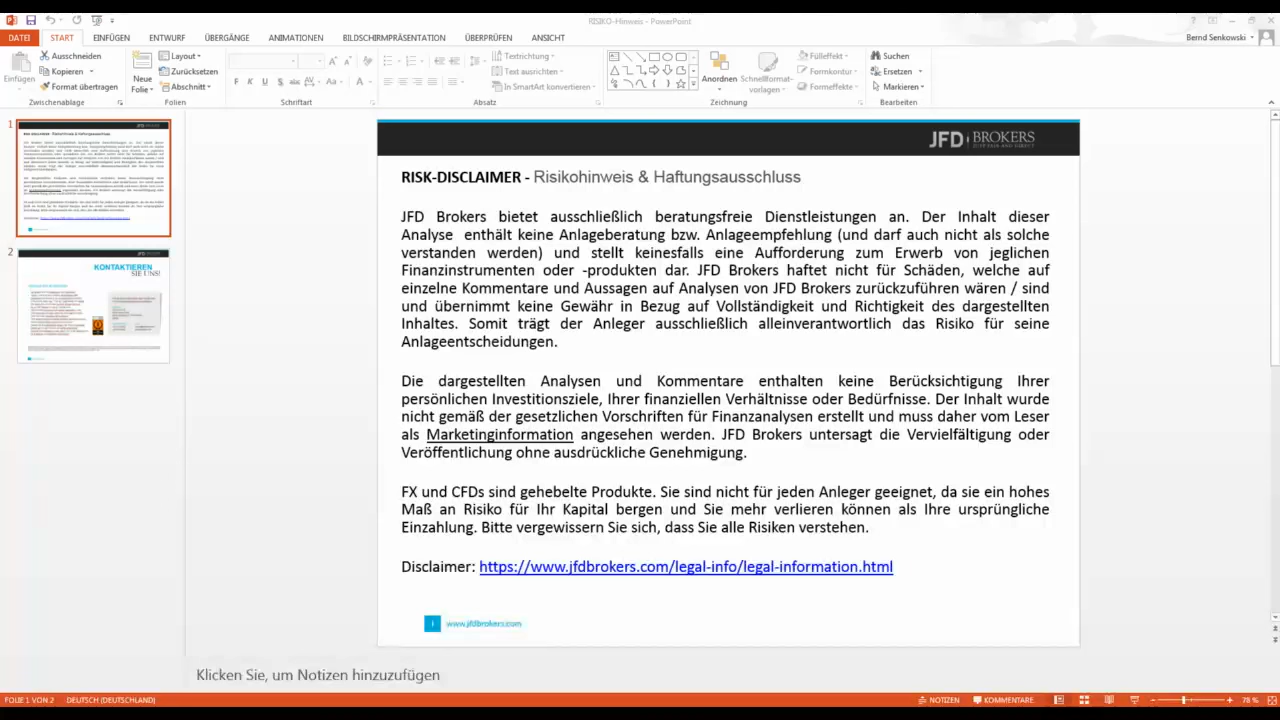 RISIKO-Hinweis - PowerPoint
DATEI START EINFÜGEN ENTWURF ÜBERGÄNGE ANIMATIONEN BILDSCHIRMPRÄSENTATION ÜBERPRÜFEN ANSICHT Bernd Senkowski
Einfügen
Ausschneiden
Kopieren
Format übertragen
Zwischenablage
Neue Folie
Layout
Zurücksetzen
Abschnitt
Folien
F K U S abc AV Aa A
Schriftart
Textrichtung
Text ausrichten
In SmartArt konvertieren
Absatz
Anordnen
Schnellformat-
vorlagen
Fülleffekt
Formkontur
Formeffekte
Zeichnung
Suchen
Ersetzen
Markieren
Bearbeiten
1
2
KONTAKTIEREN
SIE UNS!
JFD BROKERS
JUST FAIR AND DIRECT
RISK-DISCLAIMER - Risikohinweis & Haftungsausschuss
JFD Brokers bietet ausschließlich beratungsfreie Dienstleistungen an. Der Inhalt dieser
Analyse enthält keine Anlageberatung bzw. Anlageempfehlung (und darf auch nicht als solche
verstanden werden) und stellt keinesfalls eine Aufforderung zum Erwerb von jeglichen
Finanzinstrumenten oder -produkten dar. JFD Brokers haftet nicht für Schäden, welche auf
einzelne Kommentare und Aussagen auf Analysen von JFD Brokers zurückzuführen wären / sind
und übernimmt keine Gewähr in Bezug auf Vollständigkeit und Richtigkeit des dargestellten
Inhaltes. Somit trägt der Anleger ausschließlich alleinverantwortlich das Risiko für seine
Anlageentscheidungen.
Die dargestellten Analysen und Kommentare enthalten keine Berücksichtigung Ihrer
persönlichen Investitionsziele, Ihrer finanziellen Verhältnisse oder Bedürfnisse. Der Inhalt wurde
nicht gemäß der gesetzlichen Vorschriften für Finanzanalysen erstellt und muss daher vom Leser
als Marketinginformation angesehen werden. JFD Brokers untersagt die Vervielfältigung oder
Veröffentlichung ohne ausdrückliche Genehmigung.
FX und CFDs sind gehebelte Produkte. Sie sind nicht für jeden Anleger geeignet, da sie ein hohes
Maß an Risiko für Ihr Kapital bergen und Sie mehr verlieren können als Ihre ursprüngliche
Einzahlung. Bitte vergewissern Sie sich, dass Sie alle Risiken verstehen.
Disclaimer: https://www.jfdbrokers.com/legal-info/legal-information.html
www.jfdbrokers.com
Klicken Sie, um Notizen hinzuzufügen
FOLIE 1 VON 2 DEUTSCH (DEUTSCHLAND) NOTIZEN KOMMENTARE 78 %